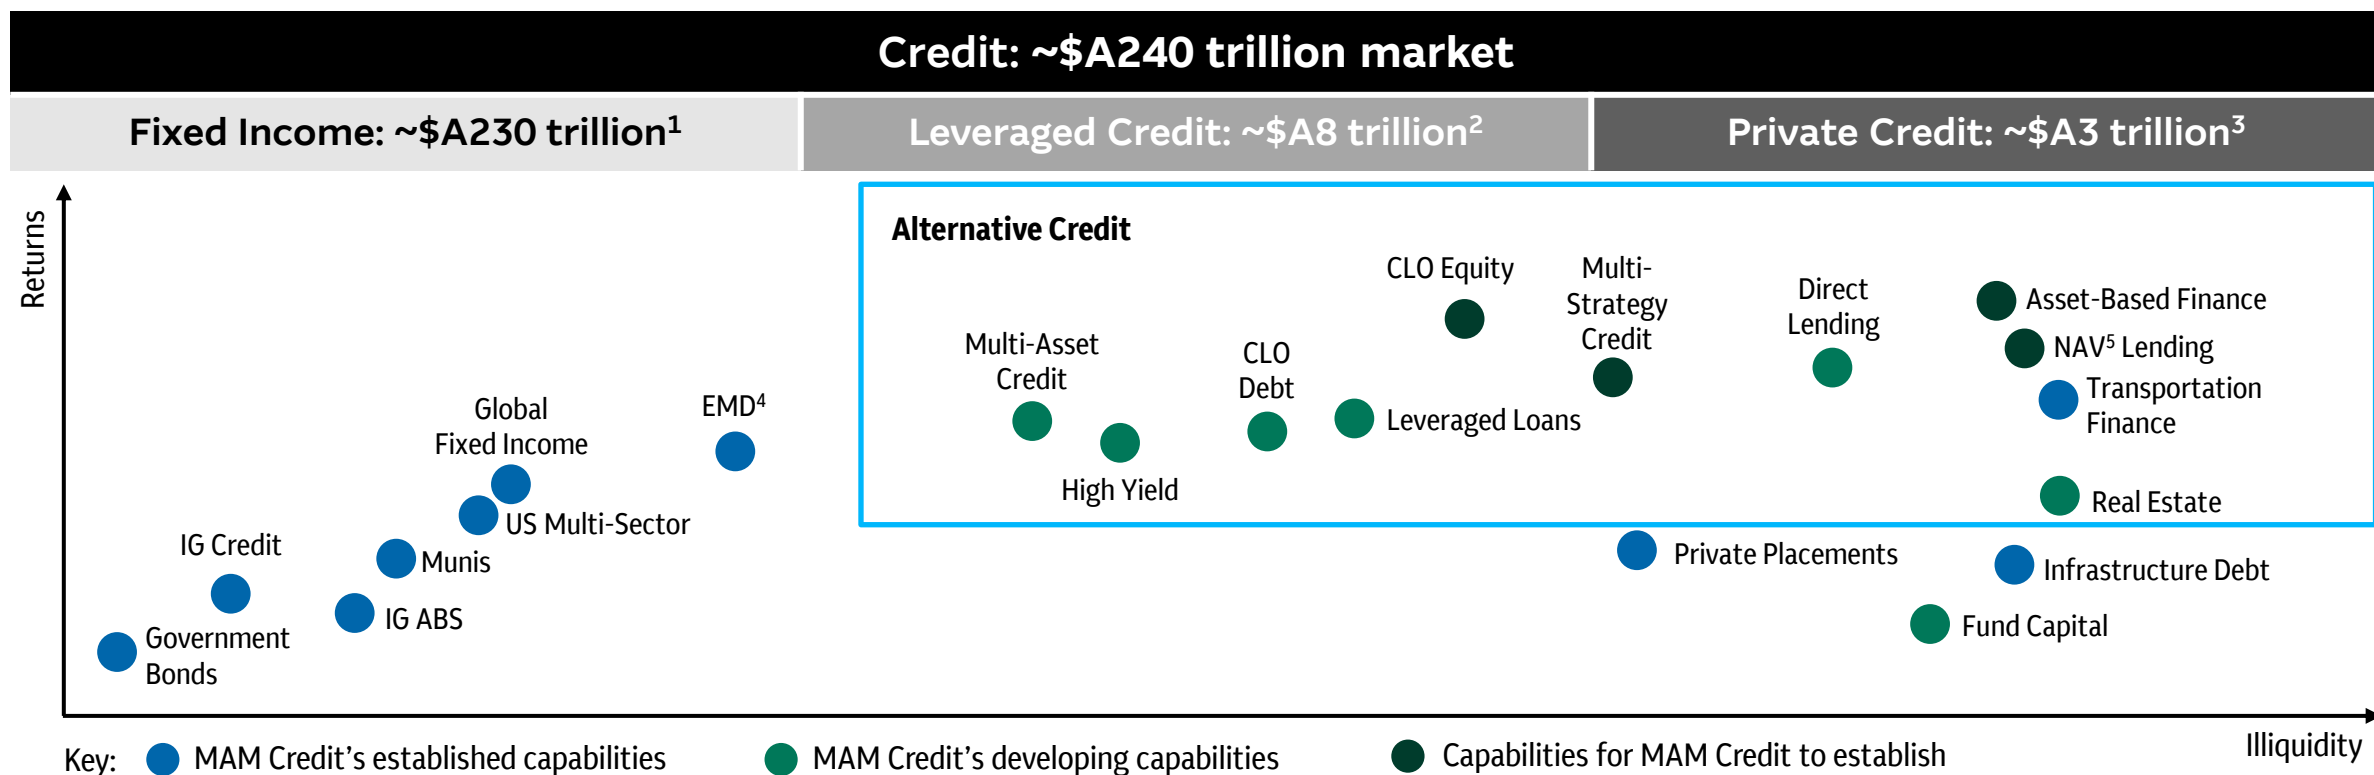 Credit: ~$A240 trillion market
Fixed Income: ~$A230 trillion¹
Leveraged Credit: ~$A8 trillion²
Private Credit: ~$A3 trillion³
Returns
Alternative Credit
CLO Equity
Multi-
Strategy
Credit
Direct
Lending
Asset-Based Finance
NAV⁵ Lending
Transportation
Finance
Multi-Asset
Credit
CLO
Debt
Leveraged Loans
High Yield
Real Estate
EMD⁴
Global
Fixed Income
US Multi-Sector
IG Credit
Munis
IG ABS
Government
Bonds
Private Placements
Infrastructure Debt
Fund Capital
Illiquidity
Key:
MAM Credit’s established capabilities
MAM Credit’s developing capabilities
Capabilities for MAM Credit to establish